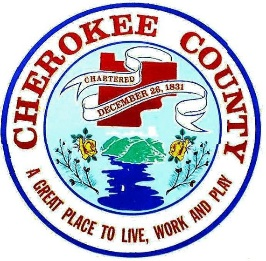 CHEROKEE COUNTY
CHARTERED
DECEMBER 26, 1831
A GREAT PLACE TO LIVE, WORK AND PLAY